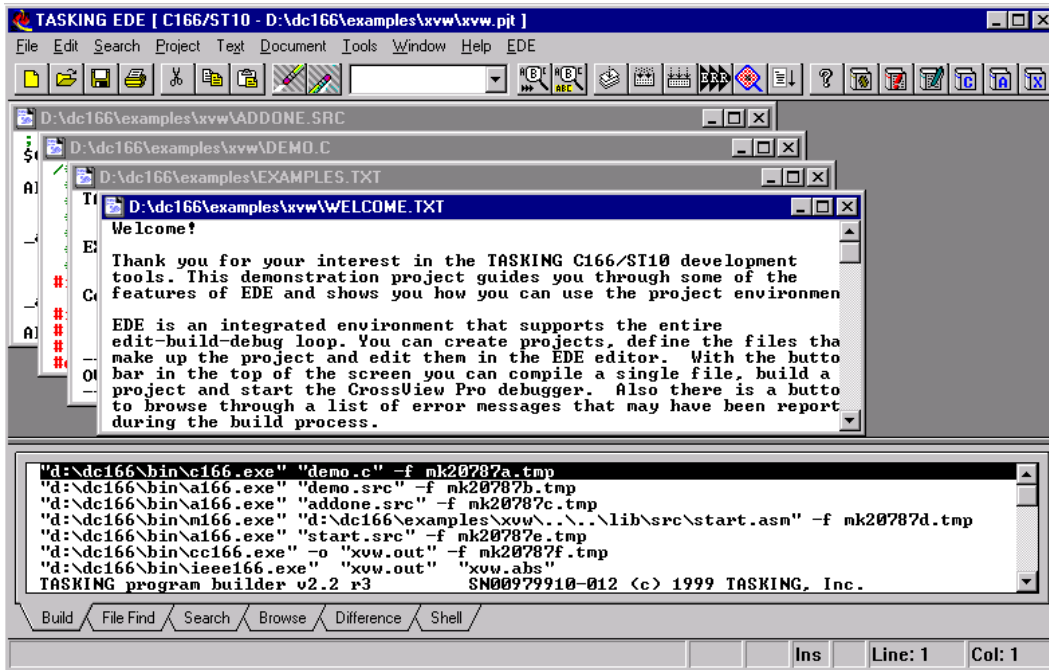 TASKING EDE [ C166/ST10 - D:\dc166\examples\xvw\xvw.pjt ]
File Edit Search Project Text Document Tools Window Help EDE
D:\dc166\examples\xvw\ADDONE.SRC
D:\dc166\examples\xvw\DEMO.C
D:\dc166\examples\EXAMPLES.TXT
D:\dc166\examples\xvw\WELCOME.TXT
Welcome!
Thank you for your interest in the TASKING C166/ST10 development
tools. This demonstration project guides you through some of the
features of EDE and shows you how you can use the project environmen
EDE is an integrated environment that supports the entire
edit-build-debug loop. You can create projects, define the files tha
make up the project and edit them in the EDE editor. With the butto
bar in the top of the screen you can compile a single file, build a
project and start the CrossView Pro debugger. Also there is a butto
to browse through a list of error messages that may have been report
during the build process.
"d:\dc166\bin\c166.exe" "demo.c" -f mk20787a.tmp
"d:\dc166\bin\a166.exe" "demo.src" -f mk20787b.tmp
"d:\dc166\bin\a166.exe" "addone.src" -f mk20787c.tmp
"d:\dc166\bin\m166.exe" "d:\dc166\examples\xvw\..\..\lib\src\start.asm" -f mk20787d.tmp
"d:\dc166\bin\a166.exe" "start.src" -f mk20787e.tmp
"d:\dc166\bin\cc166.exe" -o "xvw.out" -f mk20787f.tmp
"d:\dc166\bin\ieee166.exe" "xvw.out" "xvw.abs"
TASKING program builder v2.2 r3 SN00979910-012 (c) 1999 TASKING, Inc.
Build File Find Search Browse Difference Shell
Ins Line: 1 Col: 1